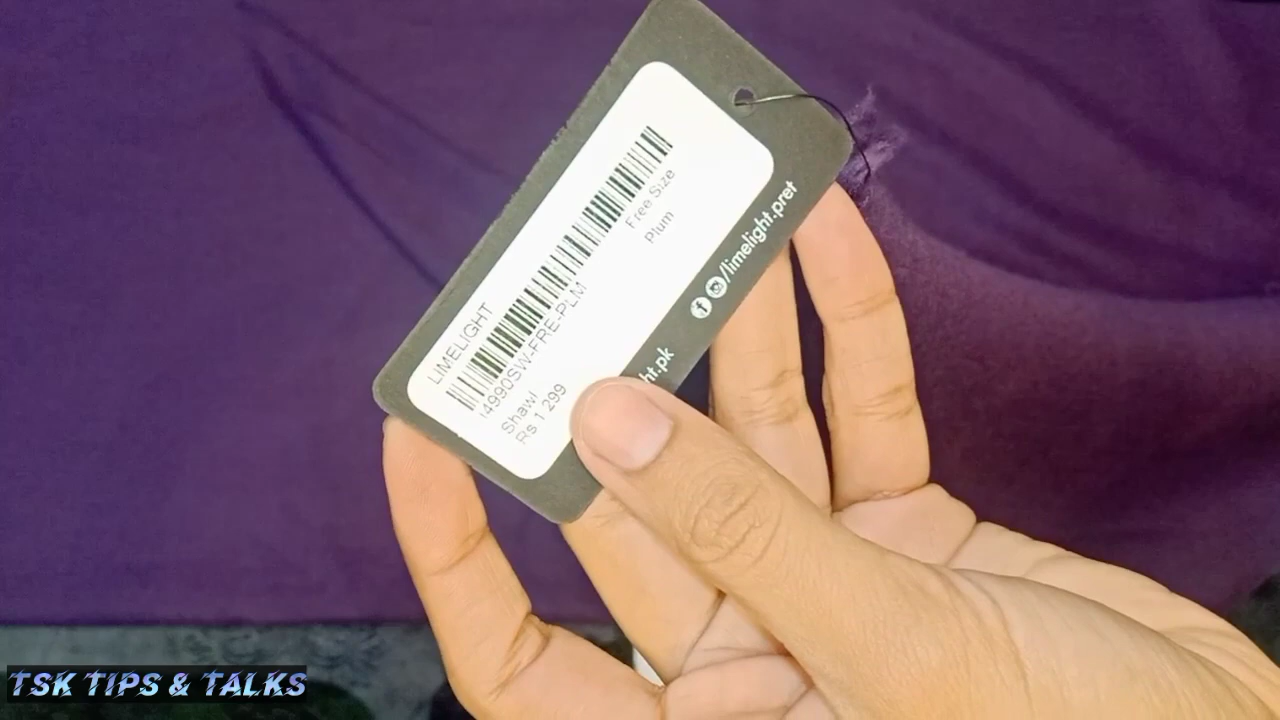 LIMELIGHT
I4990SW-FRE-PLM
Free Size
Shawl
Plum
Rs 1 299
/limelight.pret
ht.pk
TSK TIPS & TALKS